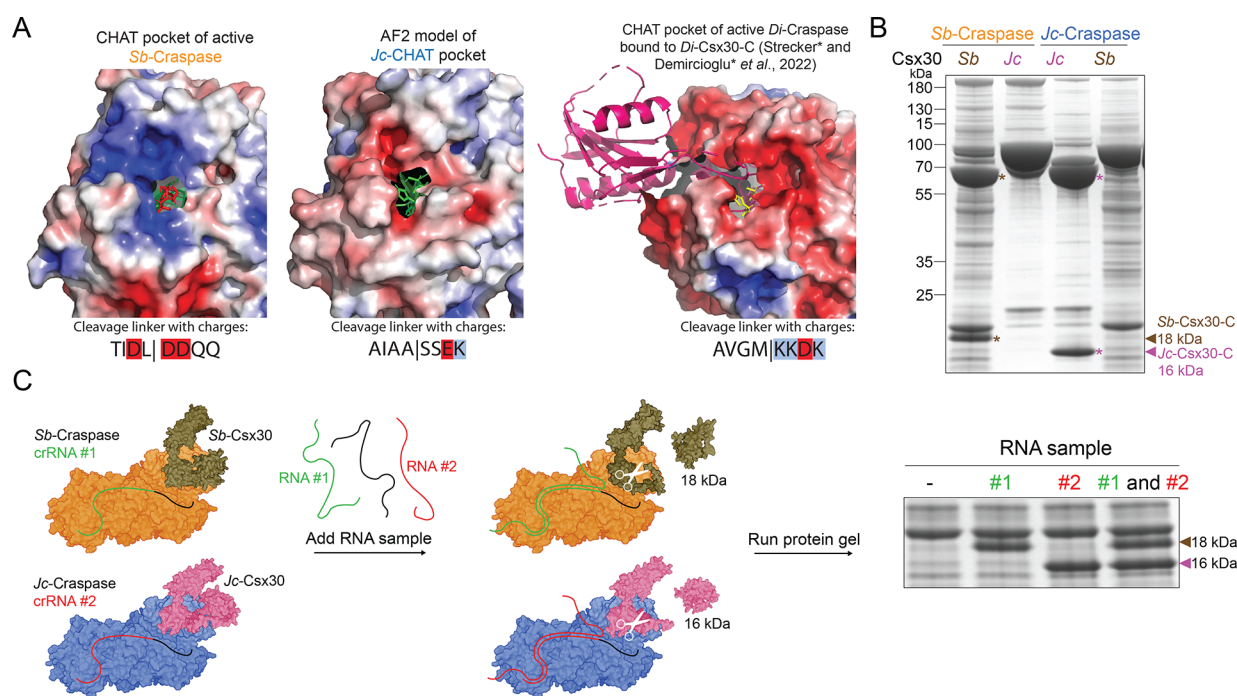 A
CHAT pocket of active
Sb-Craspase
AF2 model of
Jc-CHAT pocket
CHAT pocket of active Di-Craspase
bound to Di-Csx30-C (Strecker* and
Demircioglu* et al., 2022)
Cleavage linker with charges:
TIDL| DDQQ
Cleavage linker with charges:
AIAA|SSEK
Cleavage linker with charges:
AVGM|KKDK
B
Sb-Craspase Jc-Craspase
Csx30 Sb Jc Jc Sb
kDa
180
130
15
100
70
55
35
25
*
*
*
*
Sb-Csx30-C
18 kDa
Jc-Csx30-C
16 kDa
C
Sb-Craspase
crRNA #1
Sb-Csx30
RNA #1
RNA #2
Add RNA sample
18 kDa
Jc-Craspase
crRNA #2
Jc-Csx30
16 kDa
Run protein gel
RNA sample
- #1 #2 #1 and #2
18 kDa
16 kDa